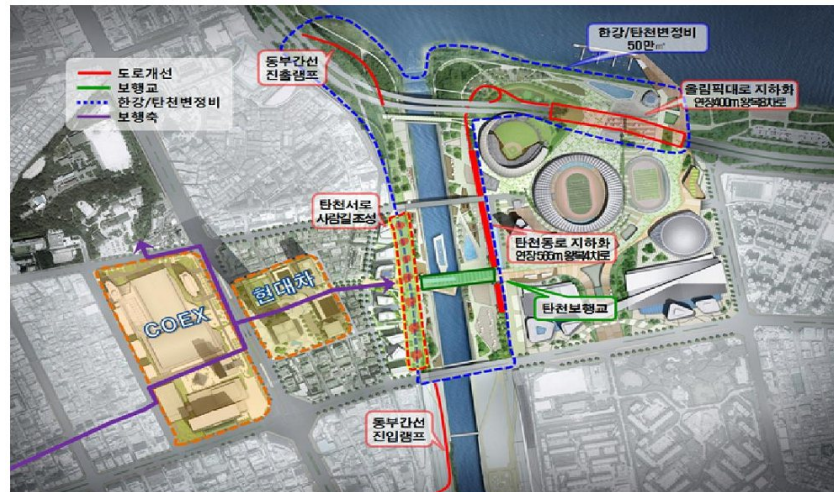 도로개선
보행교
한강/탄천변정비
보행축
동부간선
진출램프
한강/탄천변정비
50만㎡
올림픽대로 지하화
연장400m 왕복8차로
탄천서로
사람길조성
탄천동로 지하화
연장566m 왕복4차로
탄천보행교
COEX
현대차
동부간선
진입램프